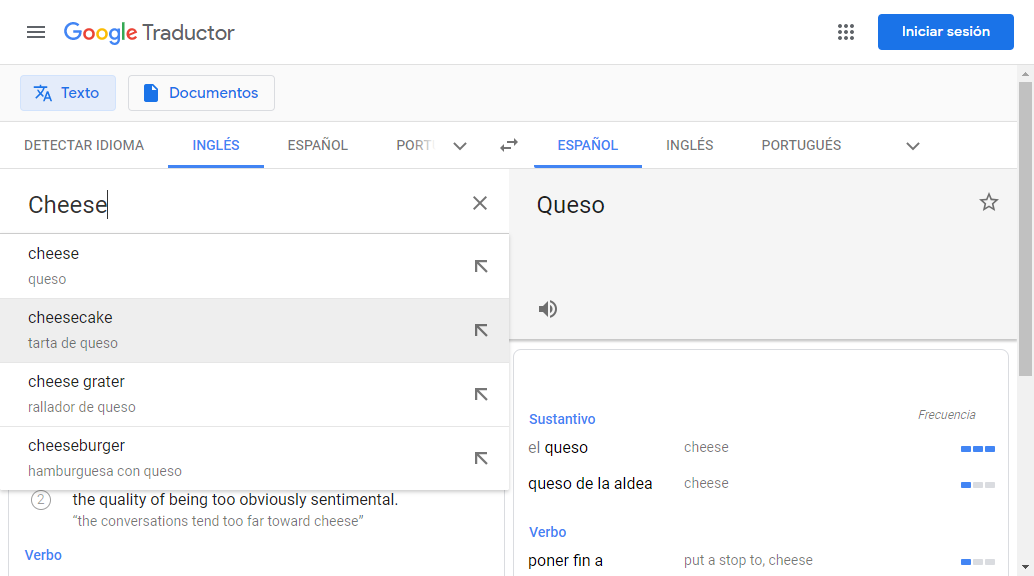 Google Traductor
Iniciar sesión
Texto
Documentos
DETECTAR IDIOMA
INGLÉS
ESPAÑOL
ESPAÑOL
INGLÉS
PORTUGUÉS
Cheese
Queso
cheese
queso
cheesecake
tarta de queso
cheese grater
rallador de queso
cheeseburger
hamburguesa con queso
2 the quality of being too obviously sentimental.
“the conversations tend too far toward cheese”
Verbo
Frecuencia
Sustantivo
el queso cheese
queso de la aldea cheese
Verbo
poner fin a put a stop to, cheese